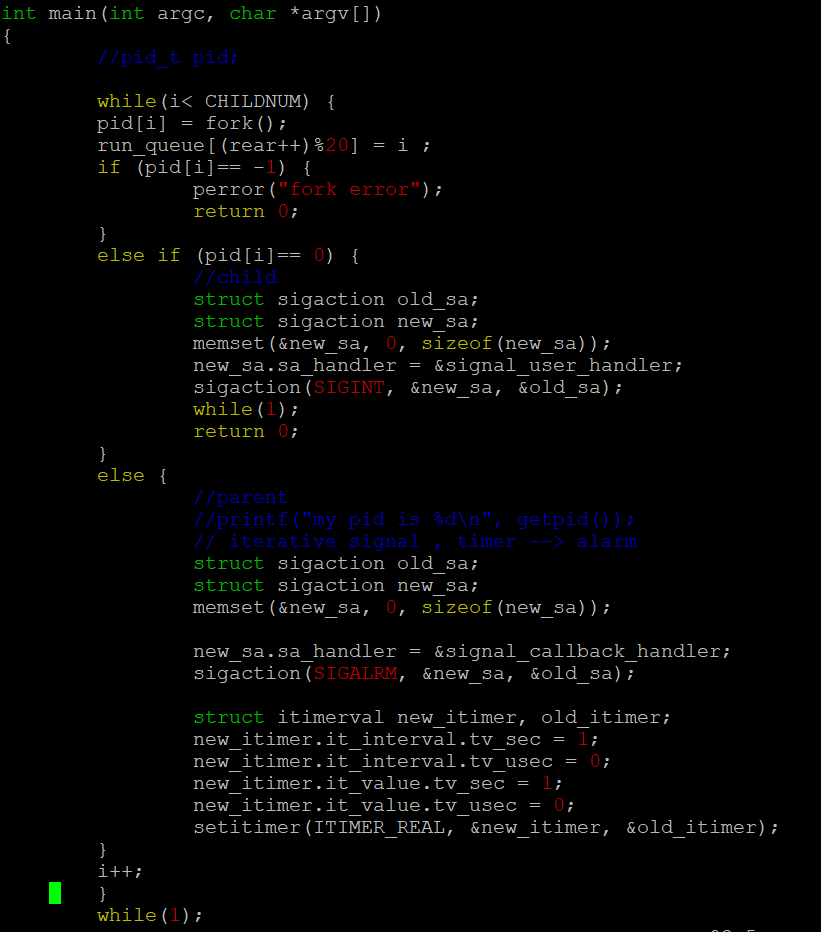 int main(int argc, char *argv[])
{
        //pid_t pid;
        while(i< CHILDNUM) {
        pid[i] = fork();
        run_queue[(rear++)%20] = i ;
        if (pid[i]== -1) {
                perror("fork error");
                return 0;
        }
        else if (pid[i]== 0) {
                //child
                struct sigaction old_sa;
                struct sigaction new_sa;
                memset(&new_sa, 0, sizeof(new_sa));
                new_sa.sa_handler = &signal_user_handler;
                sigaction(SIGINT, &new_sa, &old_sa);
                while(1);
                return 0;
        }
        else {
                //parent
                //printf("my pid is %d\n", getpid());
                // iterative signal , timer --> alarm
                struct sigaction old_sa;
                struct sigaction new_sa;
                memset(&new_sa, 0, sizeof(new_sa));
                new_sa.sa_handler = &signal_callback_handler;
                sigaction(SIGALRM, &new_sa, &old_sa);
                struct itimerval new_itimer, old_itimer;
                new_itimer.it_interval.tv_sec = 1;
                new_itimer.it_interval.tv_usec = 0;
                new_itimer.it_value.tv_sec = 1;
                new_itimer.it_value.tv_usec = 0;
                setitimer(ITIMER_REAL, &new_itimer, &old_itimer);
        }
        i++;
        }
        while(1);